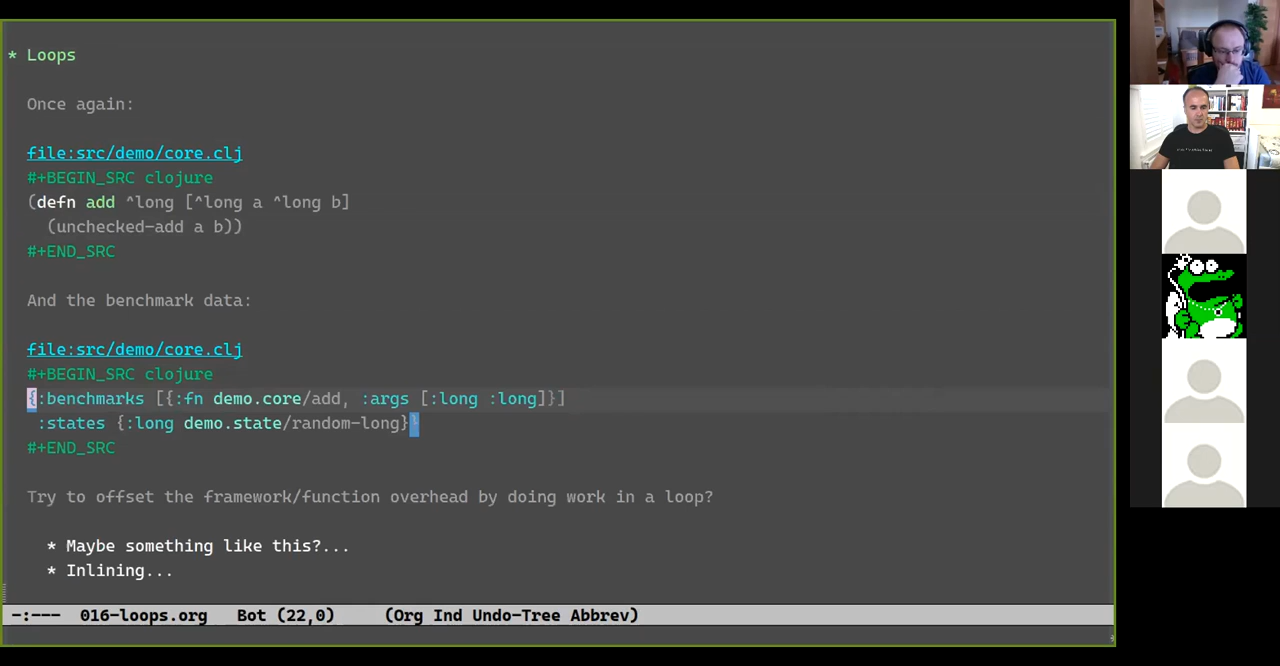 * Loops
Once again:
file:src/demo/core.clj
#+BEGIN_SRC clojure
(defn add ^long [^long a ^long b]
(unchecked-add a b))
#+END_SRC
And the benchmark data:
file:src/demo/core.clj
#+BEGIN_SRC clojure
{:benchmarks [{:fn demo.core/add, :args [:long :long]}]
:states {:long demo.state/random-long}}
#+END_SRC
Try to offset the framework/function overhead by doing work in a loop?
* Maybe something like this?...
* Inlining...
-:--- 016-loops.org Bot (22,0) (Org Ind Undo-Tree Abbrev)